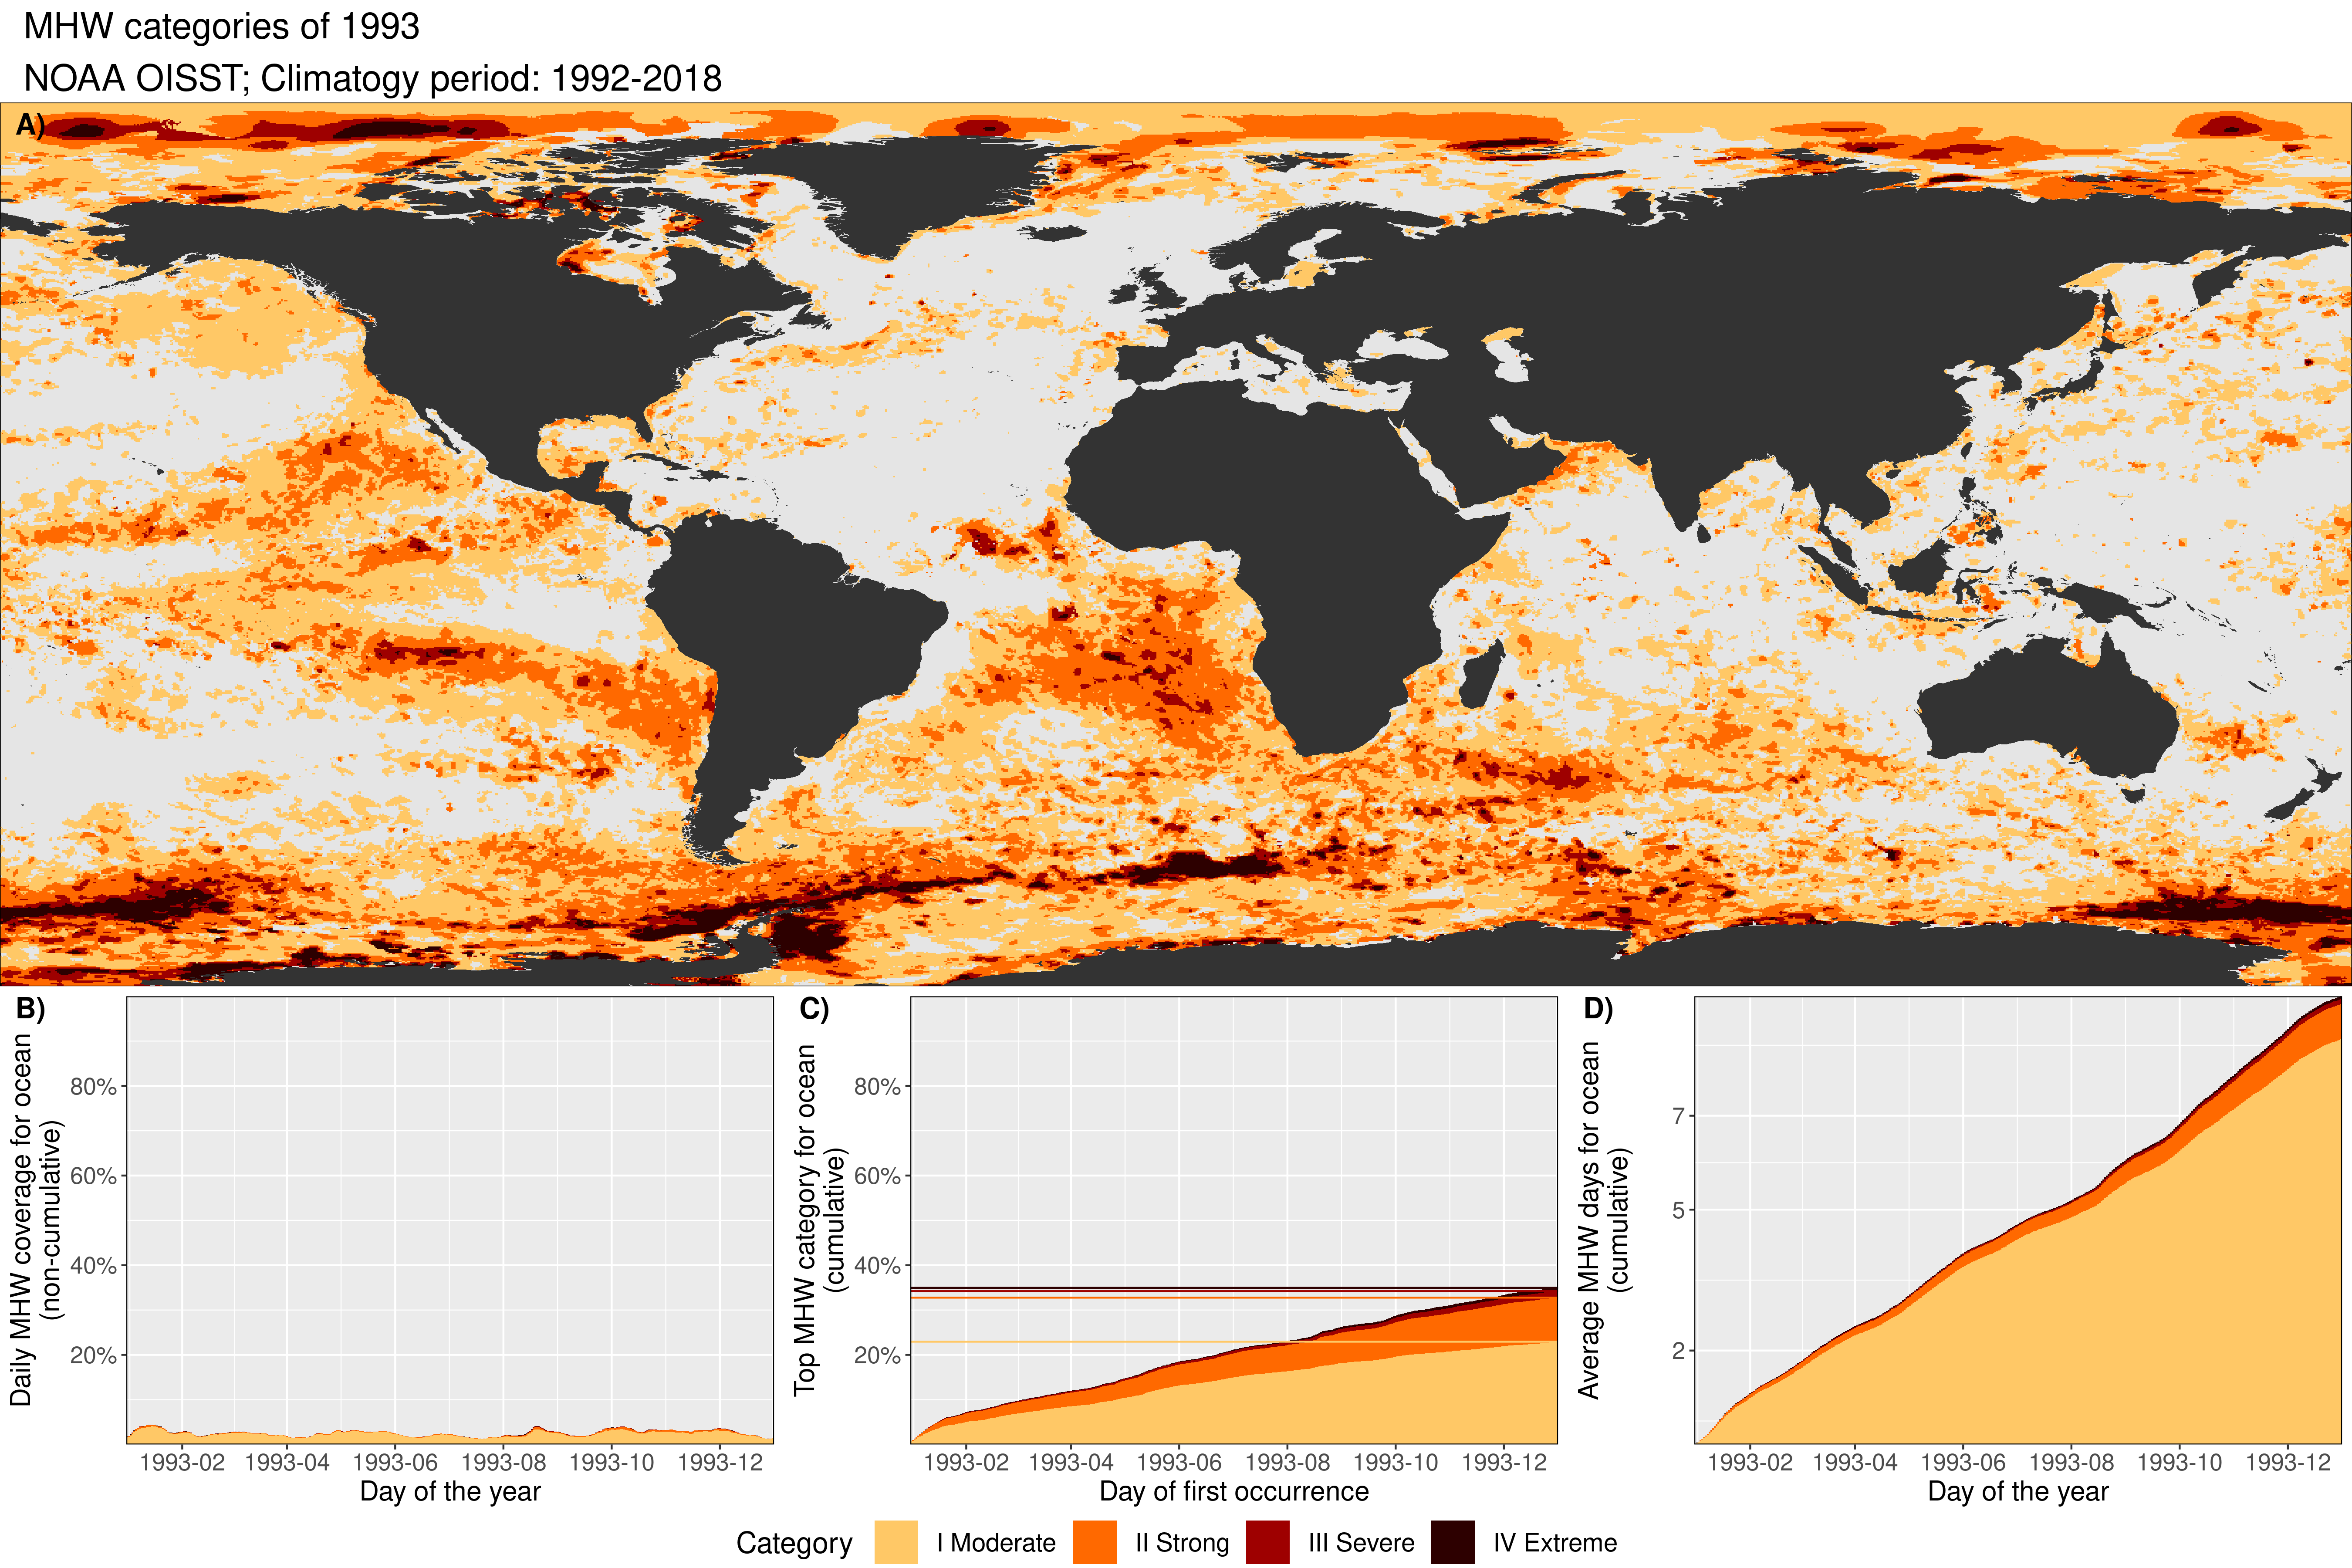 MHW categories of 1993
NOAA OISST; Climatogy period: 1992-2018
A)
B)
Daily MHW coverage for ocean
(non-cumulative)
80%
60%
40%
20%
1993-02 1993-04 1993-06 1993-08 1993-10 1993-12
Day of the year
C)
Top MHW category for ocean
(cumulative)
80%
60%
40%
20%
1993-02 1993-04 1993-06 1993-08 1993-10 1993-12
Day of first occurrence
D)
Average MHW days for ocean
(cumulative)
7
5
2
1993-02 1993-04 1993-06 1993-08 1993-10 1993-12
Day of the year
Category I Moderate II Strong III Severe IV Extreme